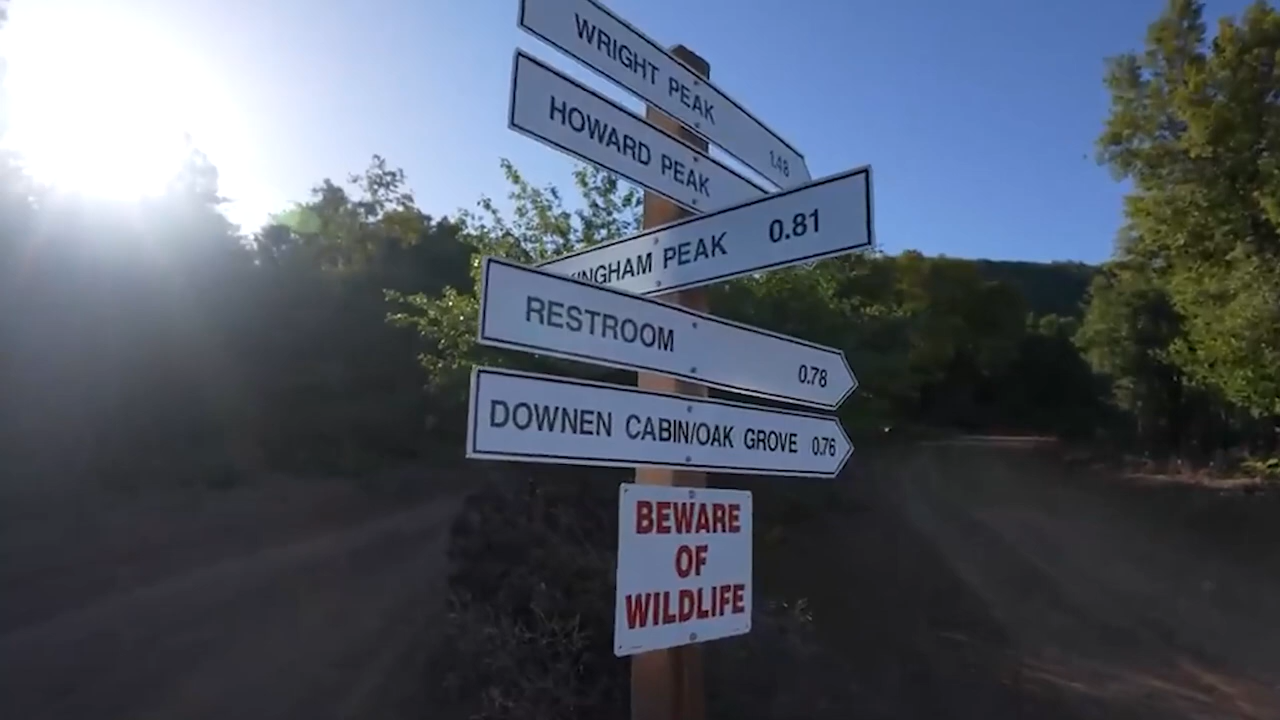 WRIGHT PEAK 1.48
HOWARD PEAK
PEAK 0.81
RESTROOM 0.78
DOWNEN CABIN/OAK GROVE 0.76
BEWARE
OF
WILDLIFE